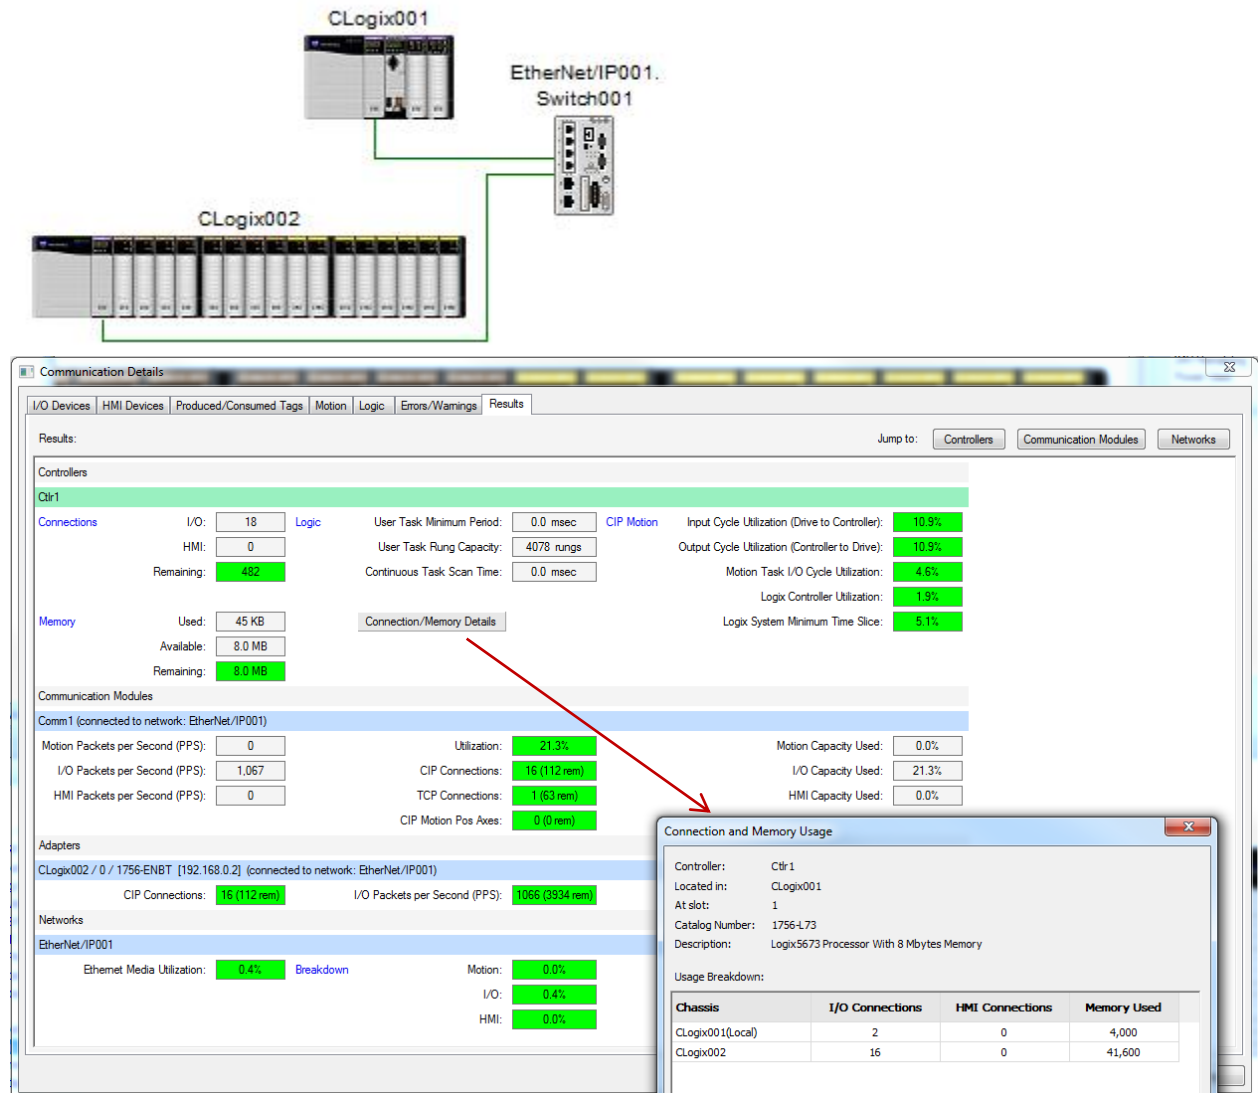 CLogix001
EtherNet/IP001.
Switch001
CLogix002
Communication Details
I/O Devices HMI Devices Produced/Consumed Tags Motion Logic Errors/Warnings Results
Results: Jump to: Controllers Communication Modules Networks
Controllers
Ctlr1
Connections I/O: 18 Logic User Task Minimum Period: 0.0 msec CIP Motion Input Cycle Utilization (Drive to Controller): 10.9%
HMI: 0 User Task Rung Capacity: 4078 rungs Output Cycle Utilization (Controller to Drive): 10.9%
Remaining: 482 Continuous Task Scan Time: 0.0 msec Motion Task I/O Cycle Utilization: 4.6%
Logix Controller Utilization: 1.9%
Memory Used: 45 KB Connection/Memory Details Logix System Minimum Time Slice: 5.1%
Available: 8.0 MB
Remaining: 8.0 MB
Communication Modules
Comm1 (connected to network: EtherNet/IP001)
Motion Packets per Second (PPS): 0 Utilization: 21.3% Motion Capacity Used: 0.0%
I/O Packets per Second (PPS): 1,067 CIP Connections: 16 (112 rem) I/O Capacity Used: 21.3%
HMI Packets per Second (PPS): 0 TCP Connections: 1 (63 rem) HMI Capacity Used: 0.0%
CIP Motion Pos Axes: 0 (0 rem)
Adapters
CLogix002 / 0 / 1756-ENBT [192.168.0.2] (connected to network: EtherNet/IP001)
CIP Connections: 16 (112 rem) I/O Packets per Second (PPS): 1066 (3934 rem)
Networks
EtherNet/IP001
Ethernet Media Utilization: 0.4% Breakdown Motion: 0.0%
I/O: 0.4%
HMI: 0.0%
Connection and Memory Usage
Controller: Ctlr1
Located in: CLogix001
At slot: 1
Catalog Number: 1756-L73
Description: Logix5673 Processor With 8 Mbytes Memory
Usage Breakdown:
Chassis I/O Connections HMI Connections Memory Used
CLogix001(Local) 2 0 4,000
CLogix002 16 0 41,600